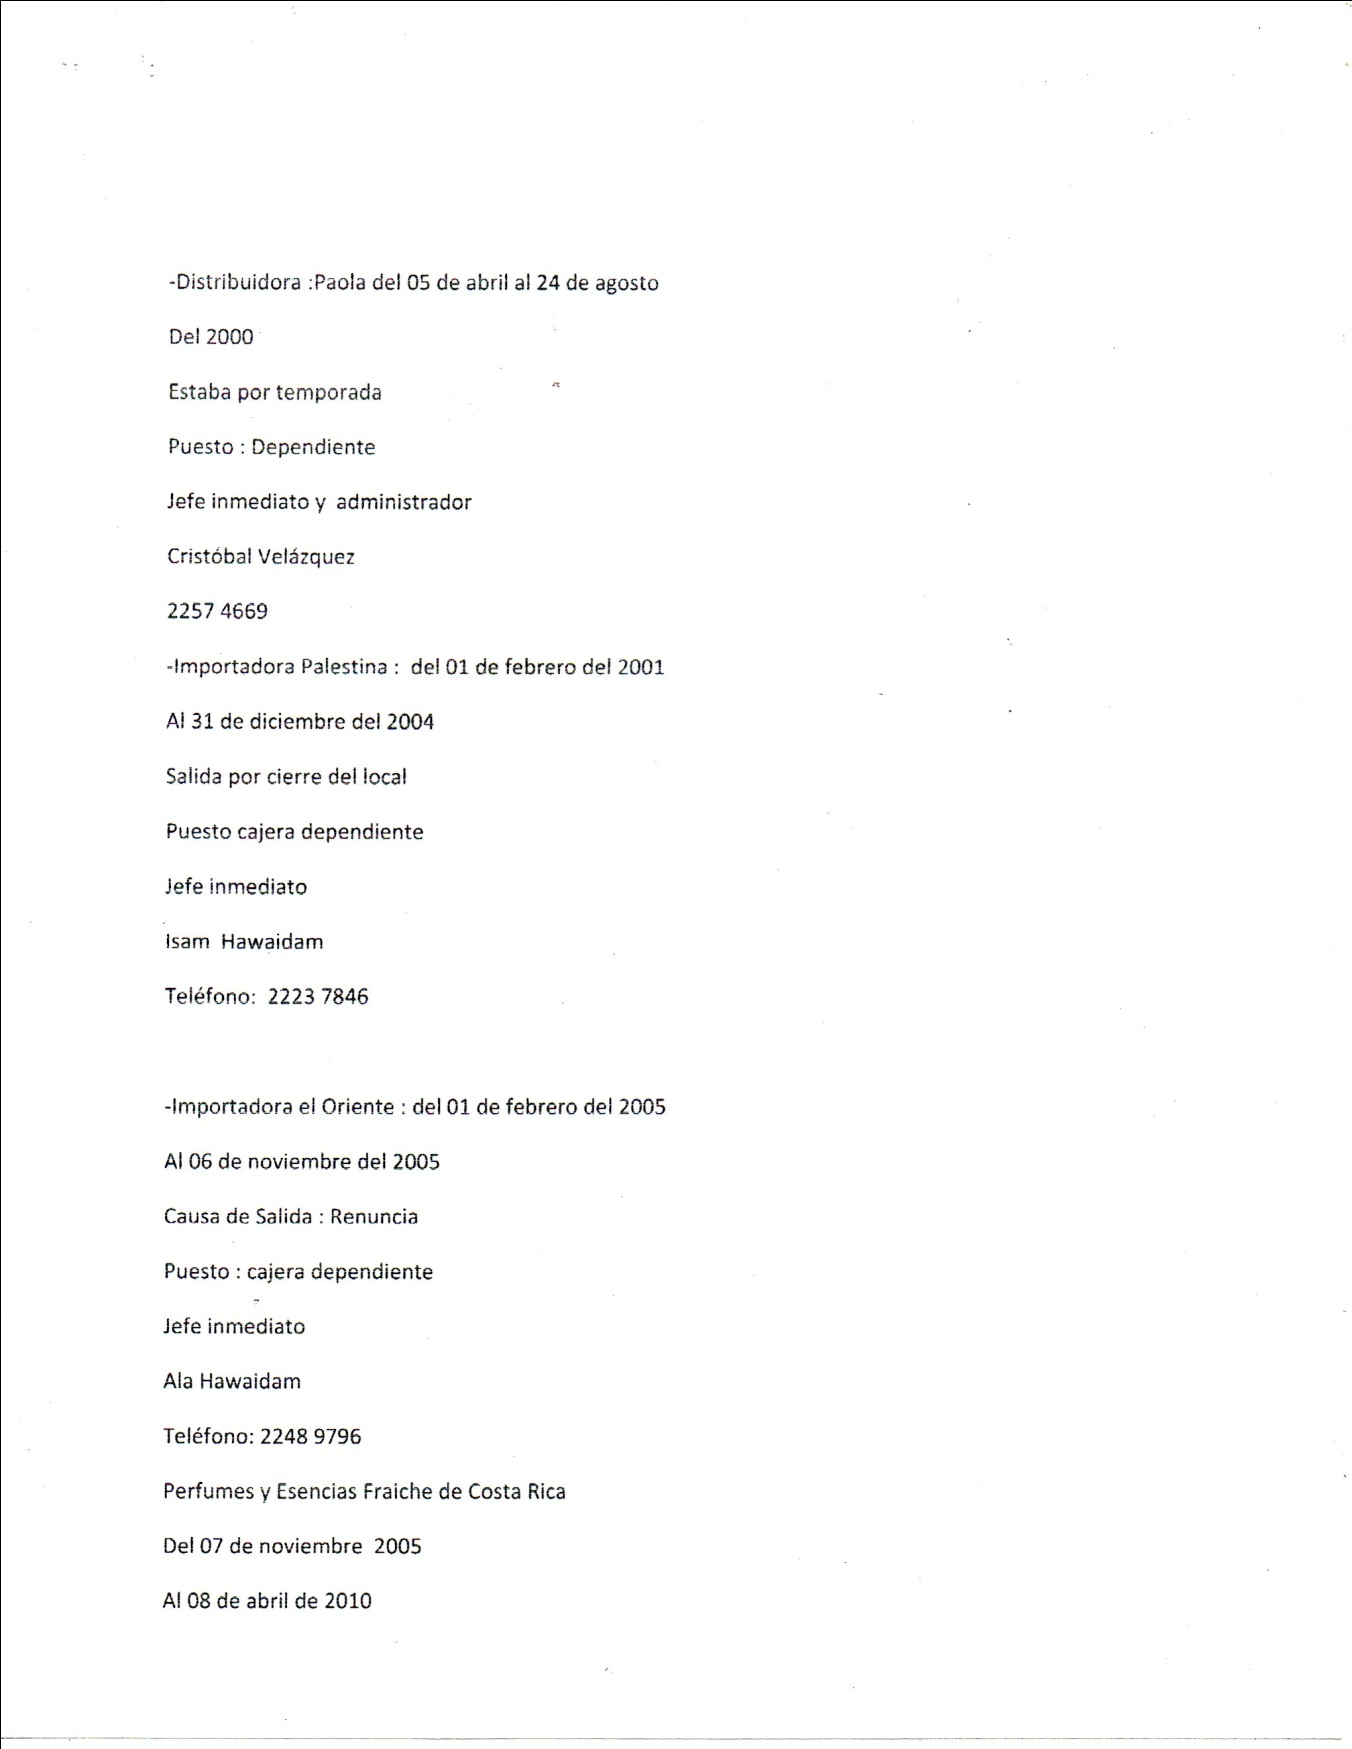 -Distribuidora :Paola del 05 de abril al 24 de agosto
Del 2000
Estaba por temporada
Puesto : Dependiente
Jefe inmediato y  administrador
Cristóbal Velázquez
2257 4669
-Importadora Palestina :  del 01 de febrero del 2001
Al 31 de diciembre del 2004
Salida por cierre del local
Puesto cajera dependiente
Jefe inmediato
Isam  Hawaidam
Teléfono:  2223 7846
-Importadora el Oriente : del 01 de febrero del 2005
Al 06 de noviembre del 2005
Causa de Salida : Renuncia
Puesto : cajera dependiente
Jefe inmediato
Ala Hawaidam
Teléfono: 2248 9796
Perfumes y Esencias Fraiche de Costa Rica
Del 07 de noviembre  2005
Al 08 de abril de 2010